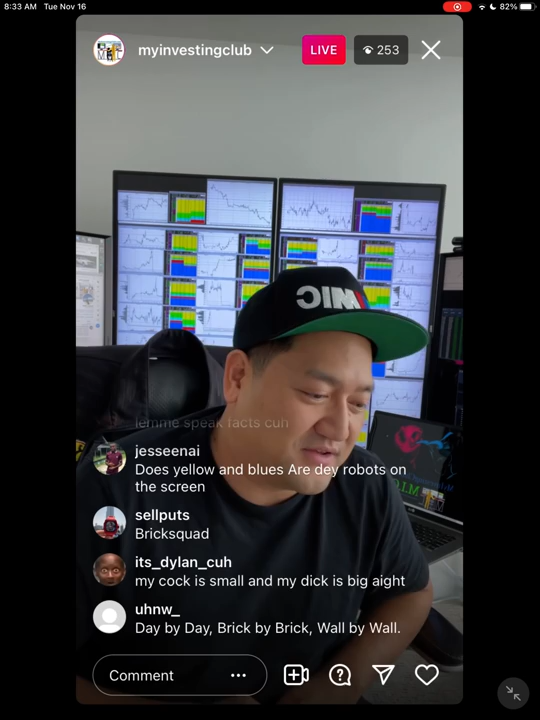 8:33 AM Tue Nov 16
82%
myinvestingclub
LIVE
253
MIC
lemme speak facts cuh
jesseenai
Does yellow and blues Are dey robots on
the screen
sellputs
Bricksquad
its_dylan_cuh
my cock is small and my dick is big aight
uhnw_
Day by Day, Brick by Brick, Wall by Wall.
Comment